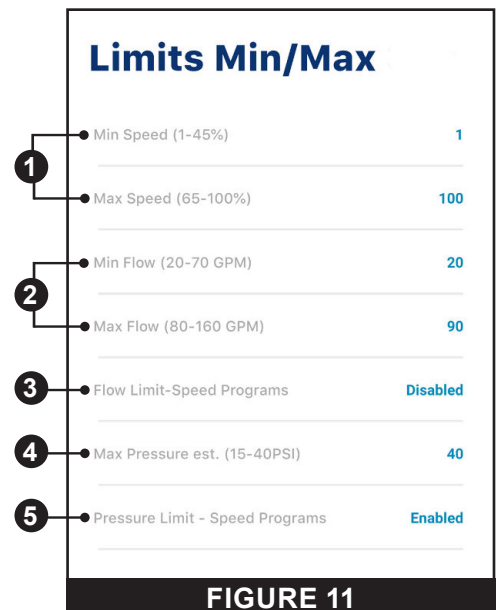 Limits Min/Max
1
Min Speed (1-45%) 1
Max Speed (65-100%) 100
2
Min Flow (20-70 GPM) 20
Max Flow (80-160 GPM) 90
3 Flow Limit-Speed Programs Disabled
4 Max Pressure est. (15-40PSI) 40
5 Pressure Limit - Speed Programs Enabled
FIGURE 11